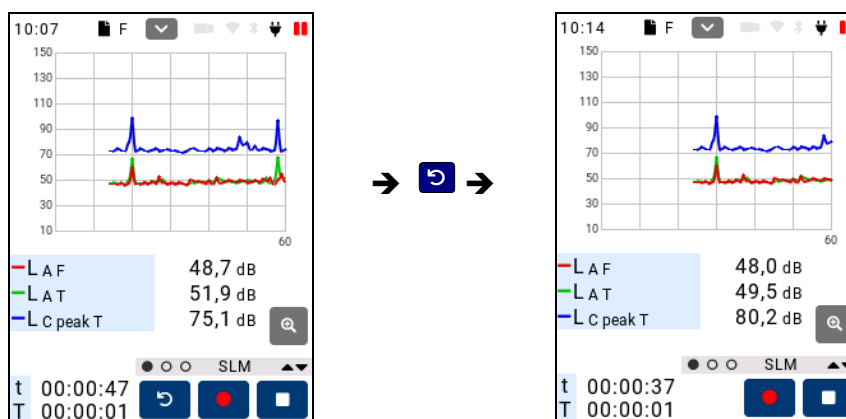 10:07 F
150
130
110
90
70
50
30
10
60
L A F 48,7 dB
L A T 51,9 dB
L C peak T 75,1 dB
SLM
t 00:00:47
T 00:00:01
10:14 F
150
130
110
90
70
50
30
10
60
L A F 48,0 dB
L A T 49,5 dB
L C peak T 80,2 dB
SLM
t 00:00:37
T 00:00:01